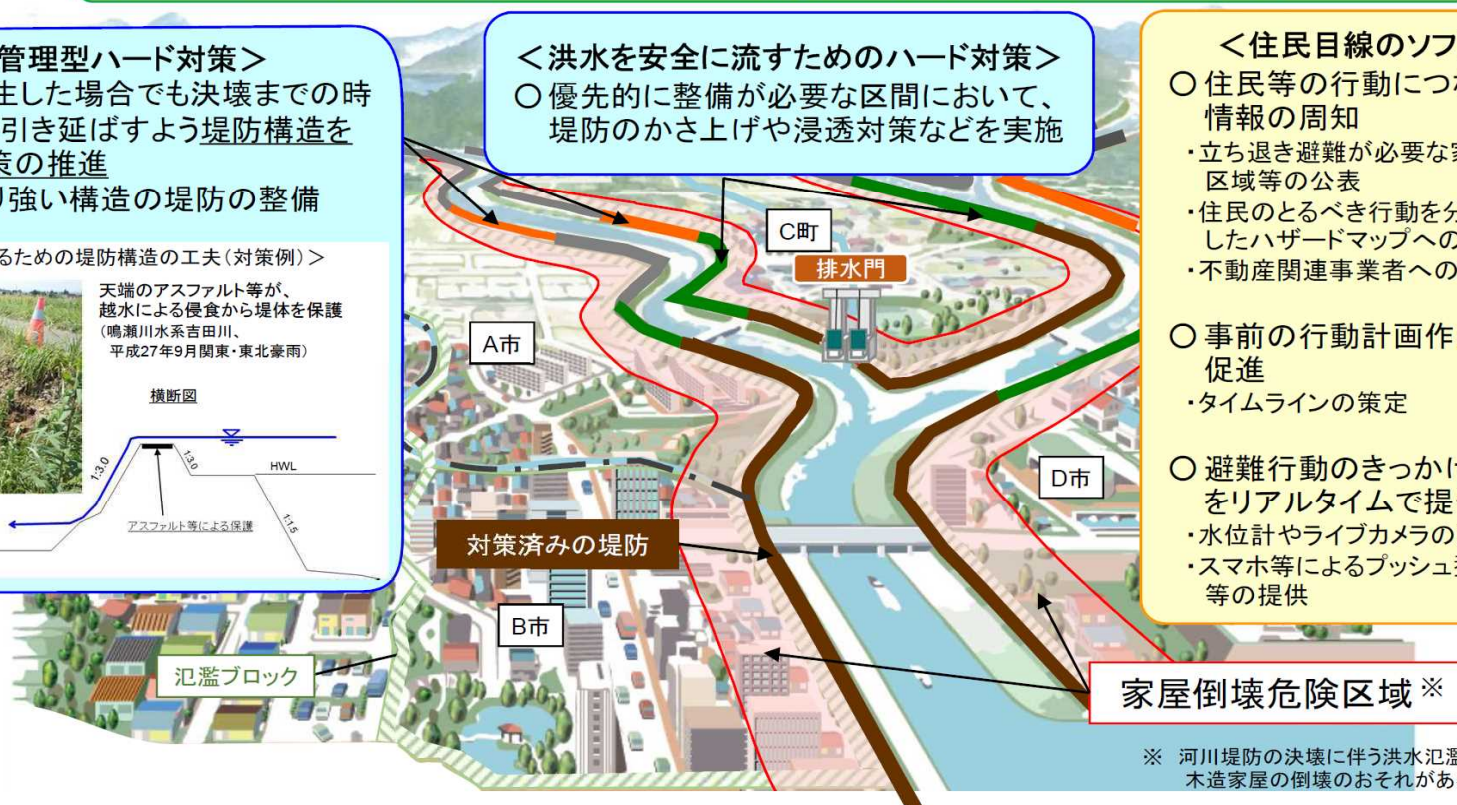 管理型ハード対策＞
生した場合でも決壊までの時
引き延ばすよう堤防構造を
策の推進
り強い構造の堤防の整備
るための堤防構造の工夫（対策例）＞
天端のアスファルト等が、
越水による侵食から堤体を保護
（鳴瀬川水系吉田川、
平成27年9月関東・東北豪雨）
横断図
1:3.0
1:3.0
HWL
1:1.5
アスファルト等による保護
＜洪水を安全に流すためのハード対策＞
○ 優先的に整備が必要な区間において、
堤防のかさ上げや浸透対策などを実施
＜住民目線のソフ
○ 住民等の行動につな
情報の周知
・立ち退き避難が必要な家
区域等の公表
・住民のとるべき行動を分
したハザードマップへの
・不動産関連事業者への
○ 事前の行動計画作
促進
・タイムラインの策定
○ 避難行動のきっかけ
をリアルタイムで提
・水位計やライブカメラの
・スマホ等によるプッシュ型
等の提供
C町
排水門
A市
D市
対策済みの堤防
B市
氾濫ブロック
家屋倒壊危険区域※
※ 河川堤防の決壊に伴う洪水氾濫
木造家屋の倒壊のおそれがあ